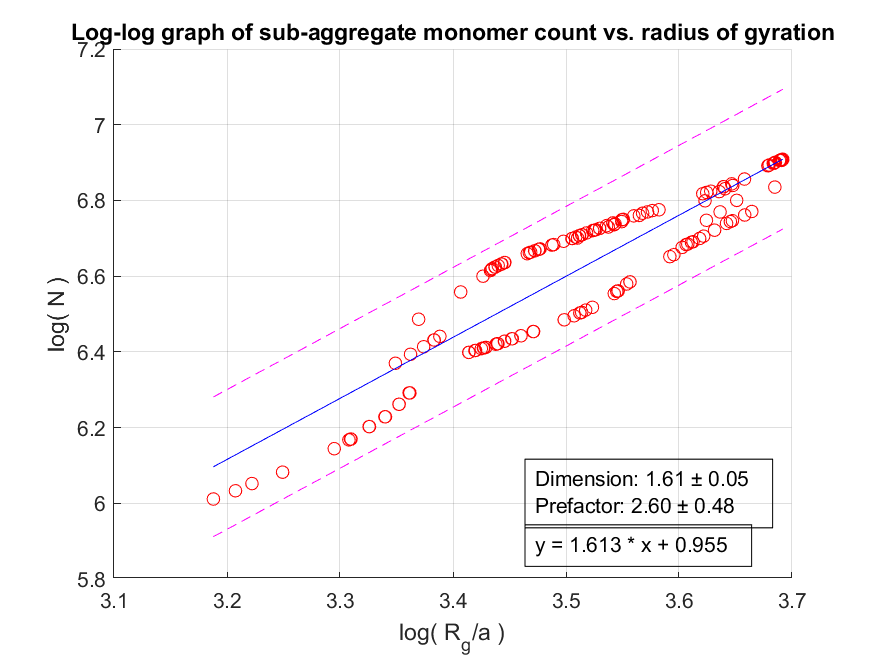 Log-log graph of sub-aggregate monomer count vs. radius of gyration
7.2
7
6.8
6.6
6.4
6.2
6
5.8
log( N )
Dimension: 1.61 ± 0.05
Prefactor: 2.60 ± 0.48
y = 1.613 * x + 0.955
3.1 3.2 3.3 3.4 3.5 3.6 3.7
log( Rg/a )